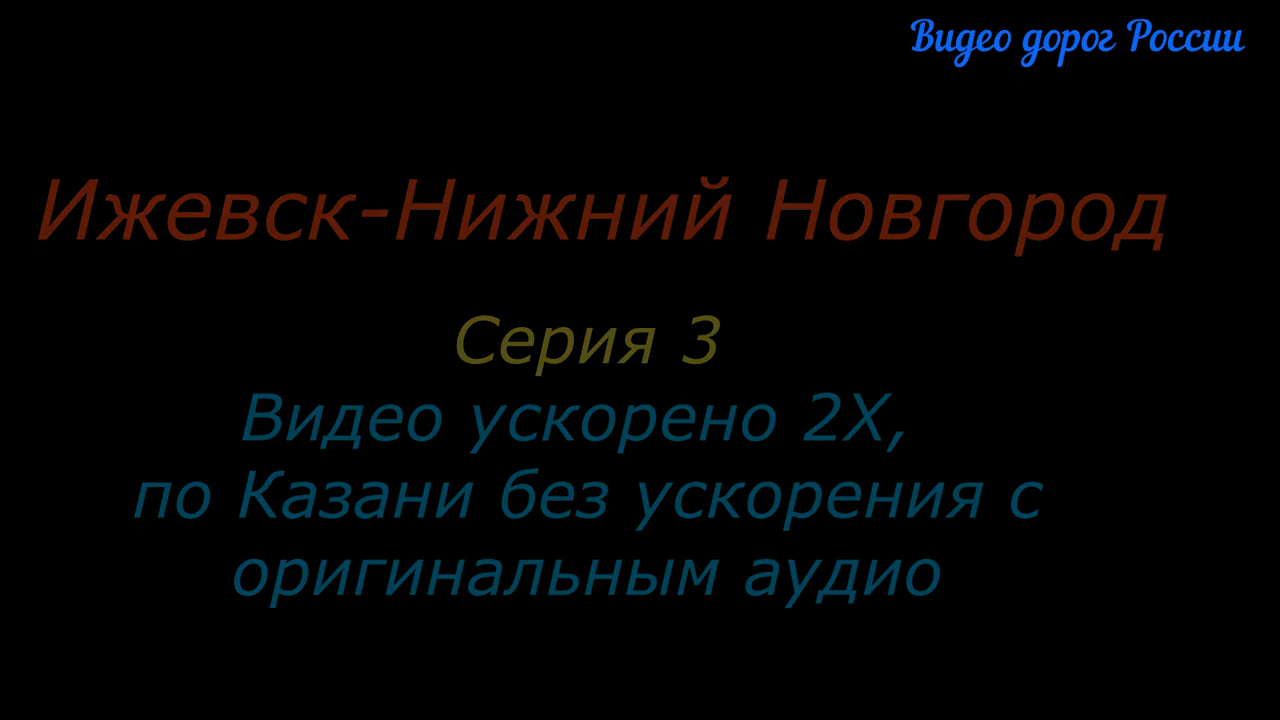 Видео дорог России
Ижевск-Нижний Новгород
Серия 3
Видео ускорено 2X,
по Казани без ускорения с
оригинальным аудио